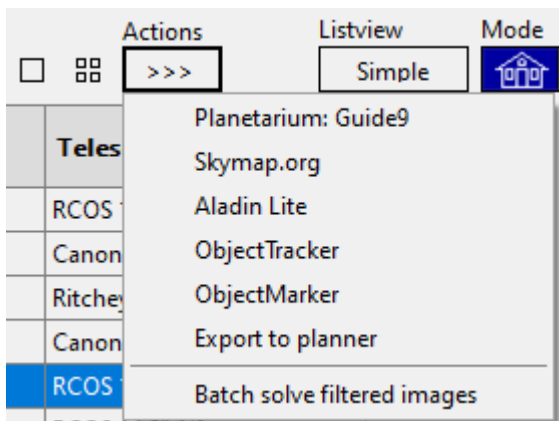 Actions
Listview
Mode
>>>
Simple
Planetarium: Guide9
Teles
Skymap.org
RCOS
Aladin Lite
Canon
ObjectTracker
Ritchey
ObjectMarker
Canon
Export to planner
RCOS
Batch solve filtered images